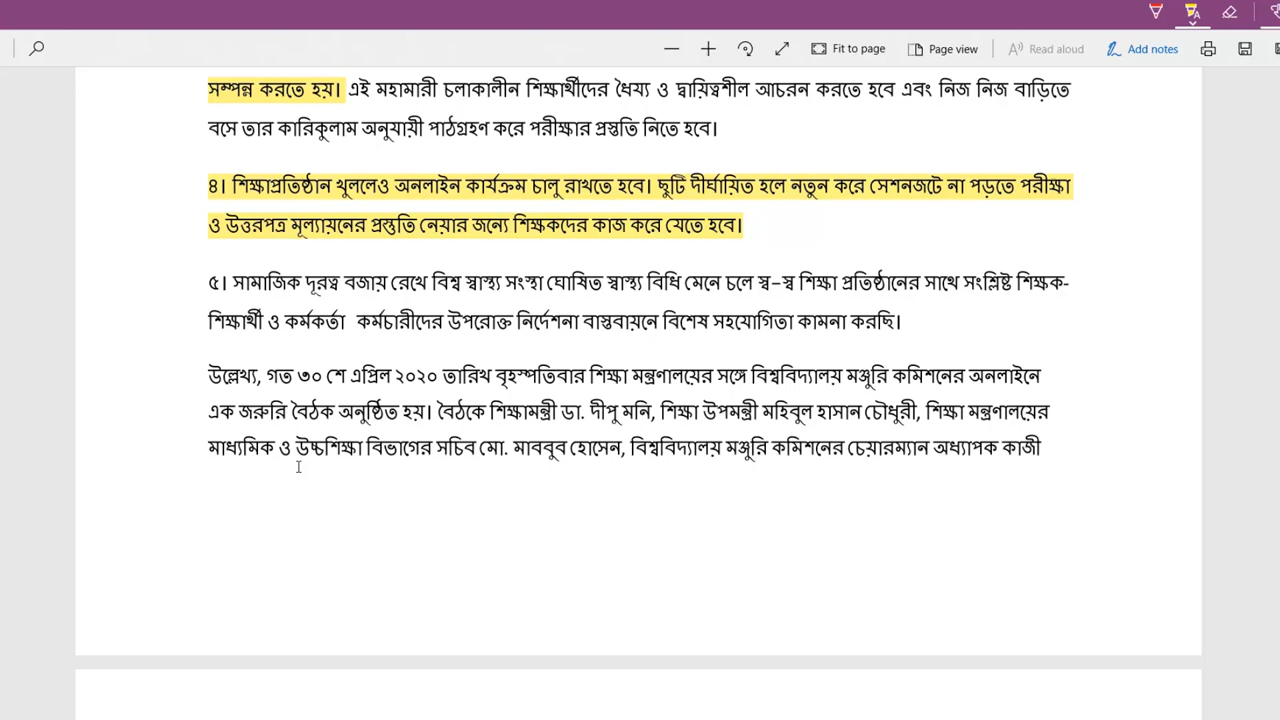 Fit to page
Page view
Read aloud
Add notes
সম্পন্ন করতে হয়। এই মহামারী চলাকালীন শিক্ষার্থীদের ধৈয্য ও দ্বায়িত্বশীল আচরন করতে হবে এবং নিজ নিজ বাড়িতে
বসে তার কারিকুলাম অনুযায়ী পাঠগ্রহণ করে পরীক্ষার প্রস্তুতি নিতে হবে।
৪। শিক্ষাপ্রতিষ্ঠান খুললেও অনলাইন কার্যক্রম চালু রাখতে হবে। ছুটি দীর্ঘায়িত হলে নতুন করে সেশনজটে না পড়তে পরীক্ষা
ও উত্তরপত্র মূল্যায়নের প্রস্তুতি নেয়ার জন্যে শিক্ষকদের কাজ করে যেতে হবে।
৫। সামাজিক দূরত্ব বজায় রেখে বিশ্ব স্বাস্থ্য সংস্থা ঘোষিত স্বাস্থ্য বিধি মেনে চলে স্ব–স্ব শিক্ষা প্রতিষ্ঠানের সাথে সংশ্লিষ্ট শিক্ষক-
শিক্ষার্থী ও কর্মকর্তা কর্মচারীদের উপরোক্ত নির্দেশনা বাস্তবায়নে বিশেষ সহযোগিতা কামনা করছি।
উল্লেখ্য, গত ৩০ শে এপ্রিল ২০২০ তারিখ বৃহস্পতিবার শিক্ষা মন্ত্রণালয়ের সঙ্গে বিশ্ববিদ্যালয় মঞ্জুরি কমিশনের অনলাইনে
এক জরুরি বৈঠক অনুষ্ঠিত হয়। বৈঠকে শিক্ষামন্ত্রী ডা. দীপু মনি, শিক্ষা উপমন্ত্রী মহিবুল হাসান চৌধুরী, শিক্ষা মন্ত্রণালয়ের
মাধ্যমিক ও উচ্চশিক্ষা বিভাগের সচিব মো. মাববুব হোসেন, বিশ্ববিদ্যালয় মঞ্জুরি কমিশনের চেয়ারম্যান অধ্যাপক কাজী